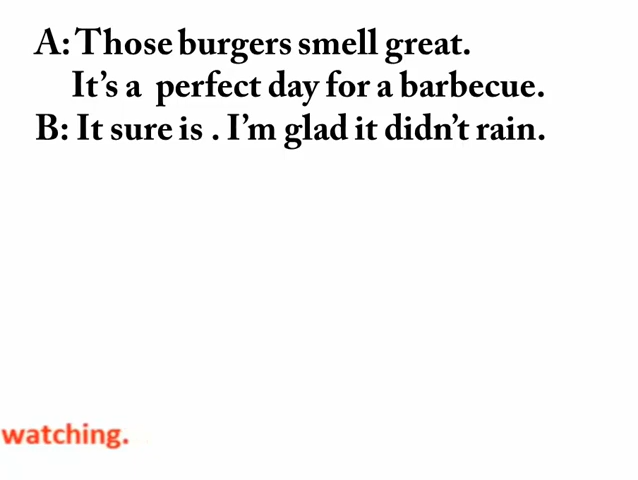 A: Those burgers smell great.
It’s a  perfect day for a barbecue.
B: It sure is . I’m glad it didn’t rain.
watching.